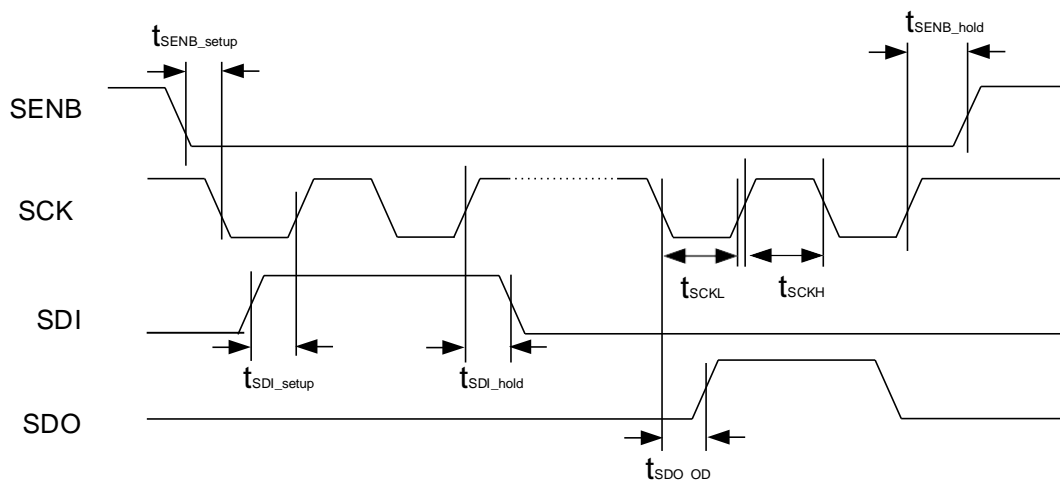 tSENB_setup
tSENB_hold
SENB
SCK
tSCKL
tSCKH
SDI
tSDI_setup
tSDI_hold
SDO
tSDO_OD